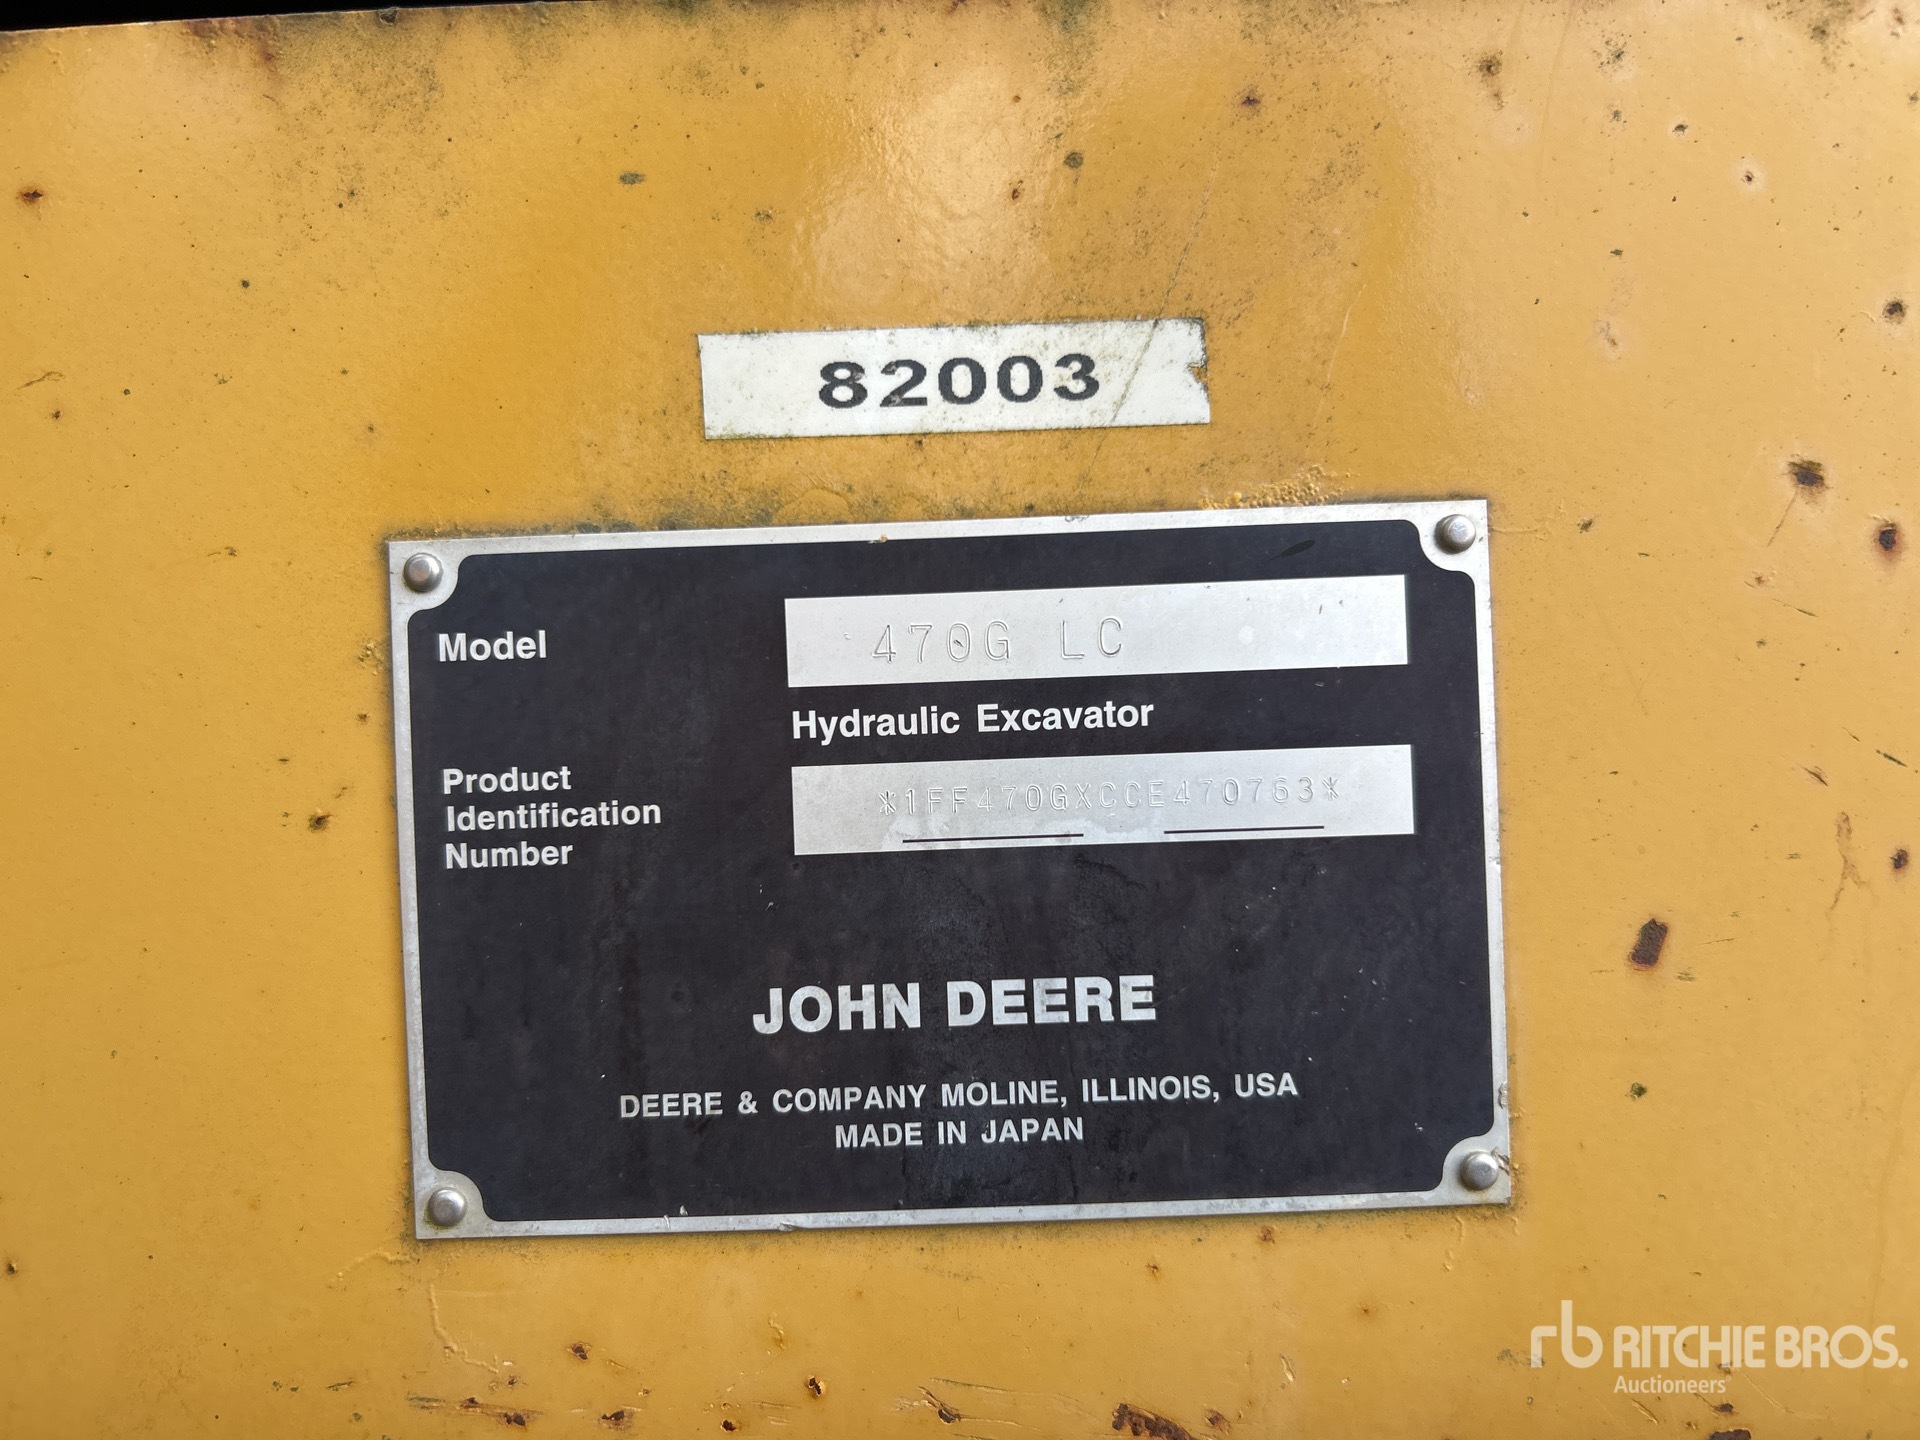 82003
Model
470G LC
Hydraulic Excavator
Product
Identification
Number
*1FF470GXCCE470763*
JOHN DEERE
DEERE & COMPANY MOLINE, ILLINOIS, USA
MADE IN JAPAN
rb RITCHIE BROS.
Auctioneers